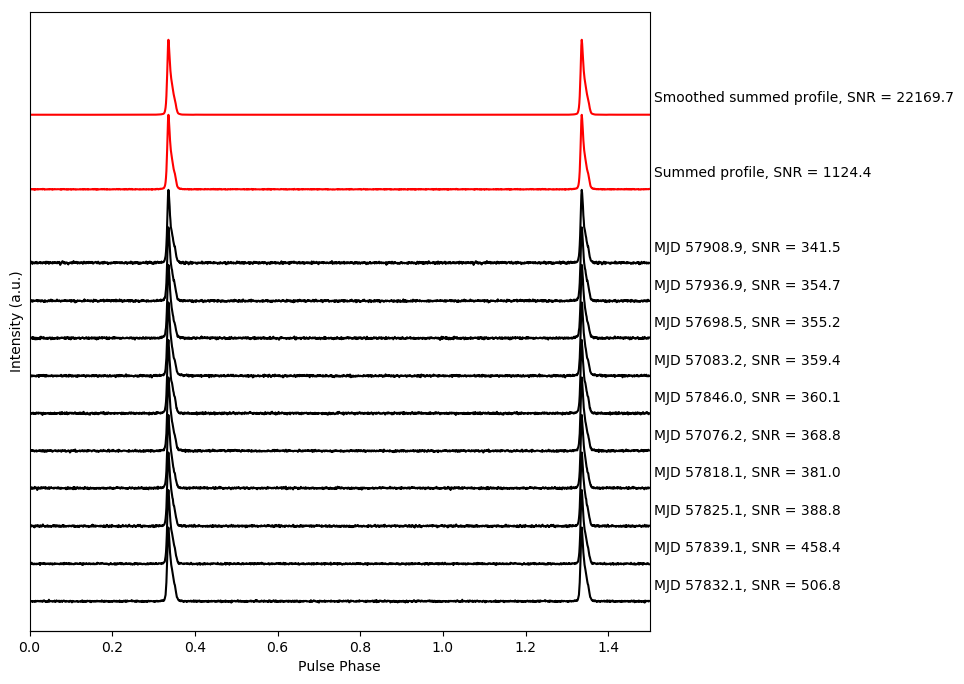 Smoothed summed profile, SNR = 22169.7
Summed profile, SNR = 1124.4
MJD 57908.9, SNR = 341.5
MJD 57936.9, SNR = 354.7
MJD 57698.5, SNR = 355.2
MJD 57083.2, SNR = 359.4
MJD 57846.0, SNR = 360.1
MJD 57076.2, SNR = 368.8
MJD 57818.1, SNR = 381.0
MJD 57825.1, SNR = 388.8
MJD 57839.1, SNR = 458.4
MJD 57832.1, SNR = 506.8
Intensity (a.u.)
0.0 0.2 0.4 0.6 0.8 1.0 1.2 1.4
Pulse Phase